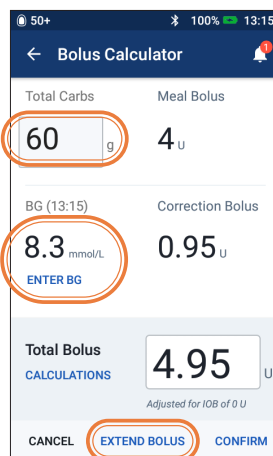 50+ 100% 13:15
Bolus Calculator
Total Carbs Meal Bolus
60 g 4 U
BG (13:15) Correction Bolus
8.3 mmol/L 0.95 U
ENTER BG
Total Bolus
CALCULATIONS
4.95 U
Adjusted for IOB of 0 U
CANCEL EXTEND BOLUS CONFIRM